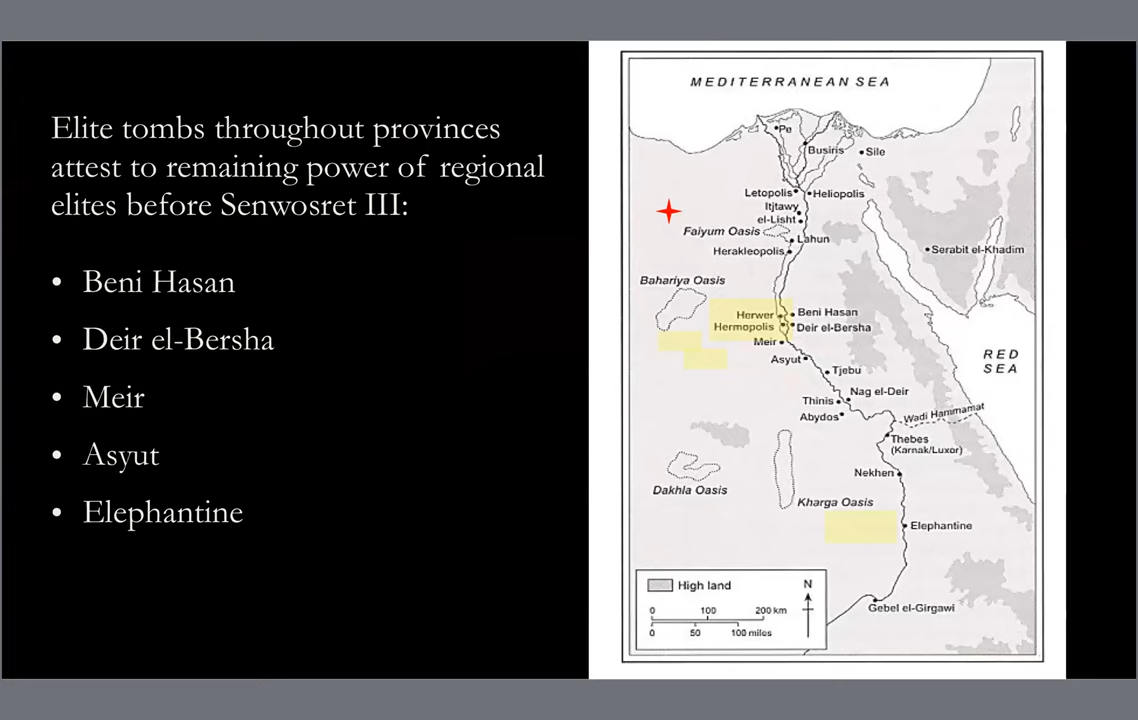 Elite tombs throughout provinces
attest to remaining power of regional
elites before Senwosret III:
• Beni Hasan
• Deir el-Bersha
• Meir
• Asyut
• Elephantine
MEDITERRANEAN SEA
Pe
Busiris
Sile
Letopolis
Heliopolis
Itjtawy
el-Lisht
Faiyum Oasis
Lahun
Herakleopolis
Serabit el-Khadim
Bahariya Oasis
Herwer
Beni Hasan
Hermopolis
Deir el-Bersha
Meir
Asyut
RED
SEA
Tjebu
Nag el-Deir
Thinis
Abydos
Wadi Hammamat
Thebes
(Karnak/Luxor)
Nekhen
Dakhla Oasis
Kharga Oasis
Elephantine
High land
N
0 100 200 km
0 50 100 miles
Gebel el-Girgawi